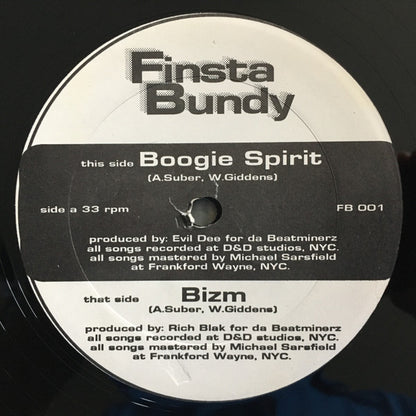 Finsta
Bundy
this side Boogie Spirit
(A.Suber, W.Giddens)
side a 33 rpm FB 001
produced by: Evil Dee for da Beatminerz
all songs recorded at D&D studios, NYC.
all songs mastered by Michael Sarsfield
at Frankford Wayne, NYC.
that side Bizm
(A.Suber, W.Giddens)
produced by: Rich Blak for da Beatminerz
all songs recorded at D&D studios, NYC.
all songs mastered by Michael Sarsfield
at Frankford Wayne, NYC.